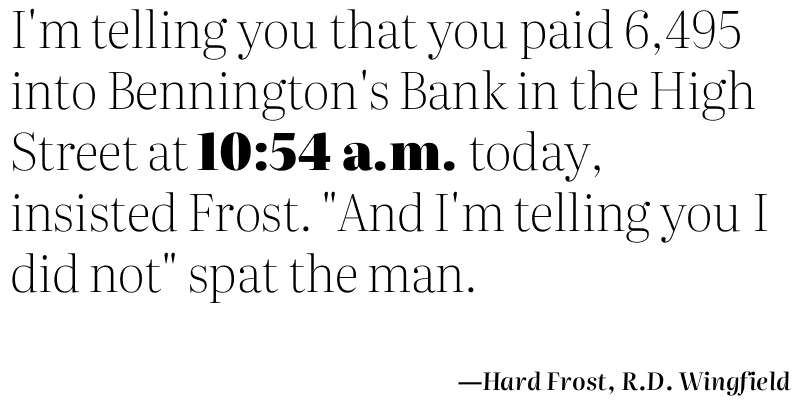 I'm telling you that you paid 6,495
into Bennington's Bank in the High
Street at 10:54 a.m. today,
insisted Frost. "And I'm telling you I
did not" spat the man.
—Hard Frost, R.D. Wingfield